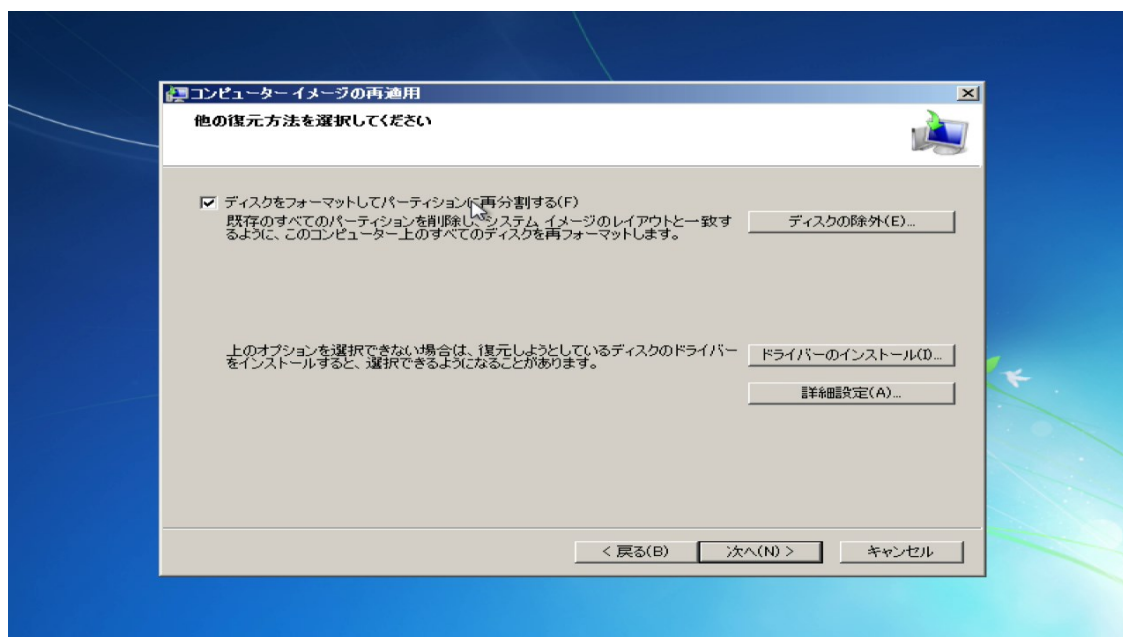 コンピューター イメージの再適用
他の復元方法を選択してください
ディスクをフォーマットしてパーティションに再分割する(F)
既存のすべてのパーティションを削除し、システム イメージのレイアウトと一致す
るように、このコンピューター上のすべてのディスクを再フォーマットします。
ディスクの除外(E)...
上のオプションを選択できない場合は、復元しようとしているディスクのドライバー
をインストールすると、選択できるようになることがあります。
ドライバーのインストール(I)...
詳細設定(A)...
< 戻る(B)
次へ(N) >
キャンセル